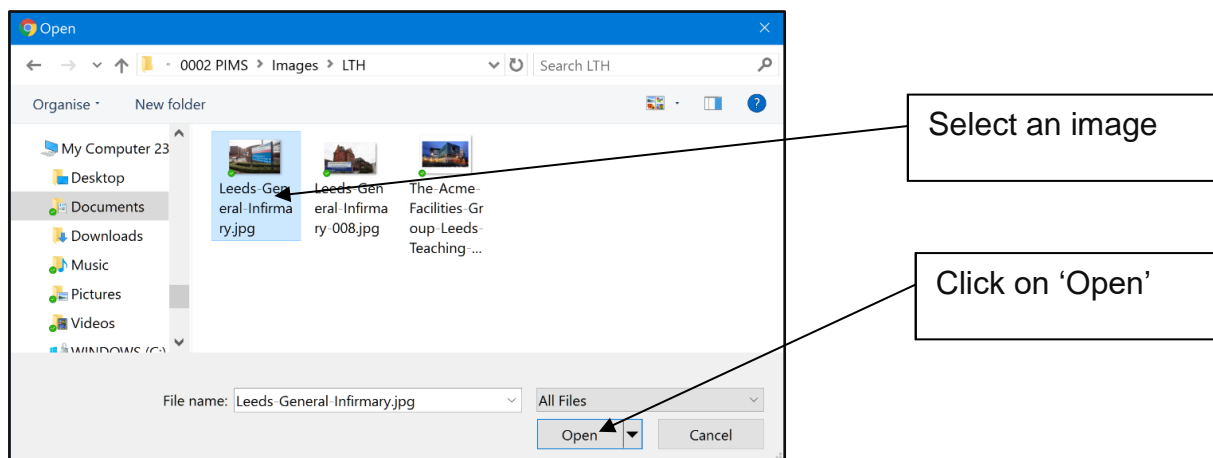 Open
0002 PIMS > Images > LTH
Search LTH
Organise
New folder
?
My Computer 23
Desktop
Documents
Downloads
Music
Pictures
Videos
WINDOWS (C:)
Leeds-Gen
eral-Infirma
ry.jpg
Leeds-Gen
eral-Infirma
ry-008.jpg
The-Acme-
Facilities-Gr
oup-Leeds-
Teaching-...
File name: Leeds-General-Infirmary.jpg
All Files
Open
Cancel
Select an image
Click on ‘Open’